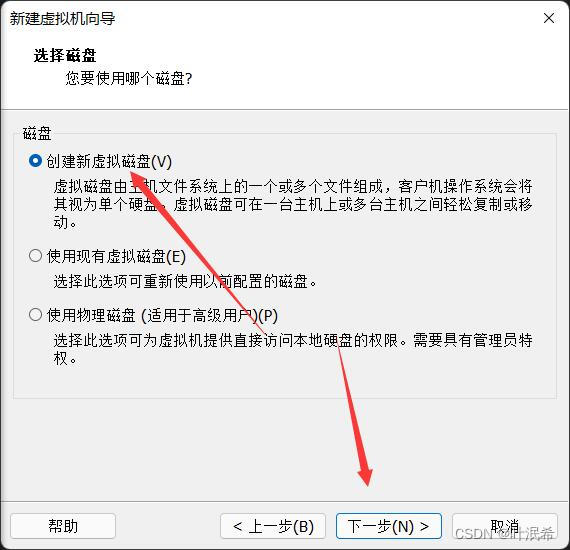 新建虚拟机向导
选择磁盘
您要使用哪个磁盘?
磁盘
创建新虚拟磁盘(V)
虚拟磁盘由主机文件系统上的一个或多个文件组成，客户机操作系统会将
其视为单个硬盘。虚拟磁盘可在一台主机上或多台主机之间轻松复制或移
动。
使用现有虚拟磁盘(E)
选择此选项可重新使用以前配置的磁盘。
使用物理磁盘 (适用于高级用户)(P)
选择此选项可为虚拟机提供直接访问本地硬盘的权限。需要具有管理员特
权。
帮助
< 上一步(B)
下一步(N) >
取消
CSDN @叶泯希